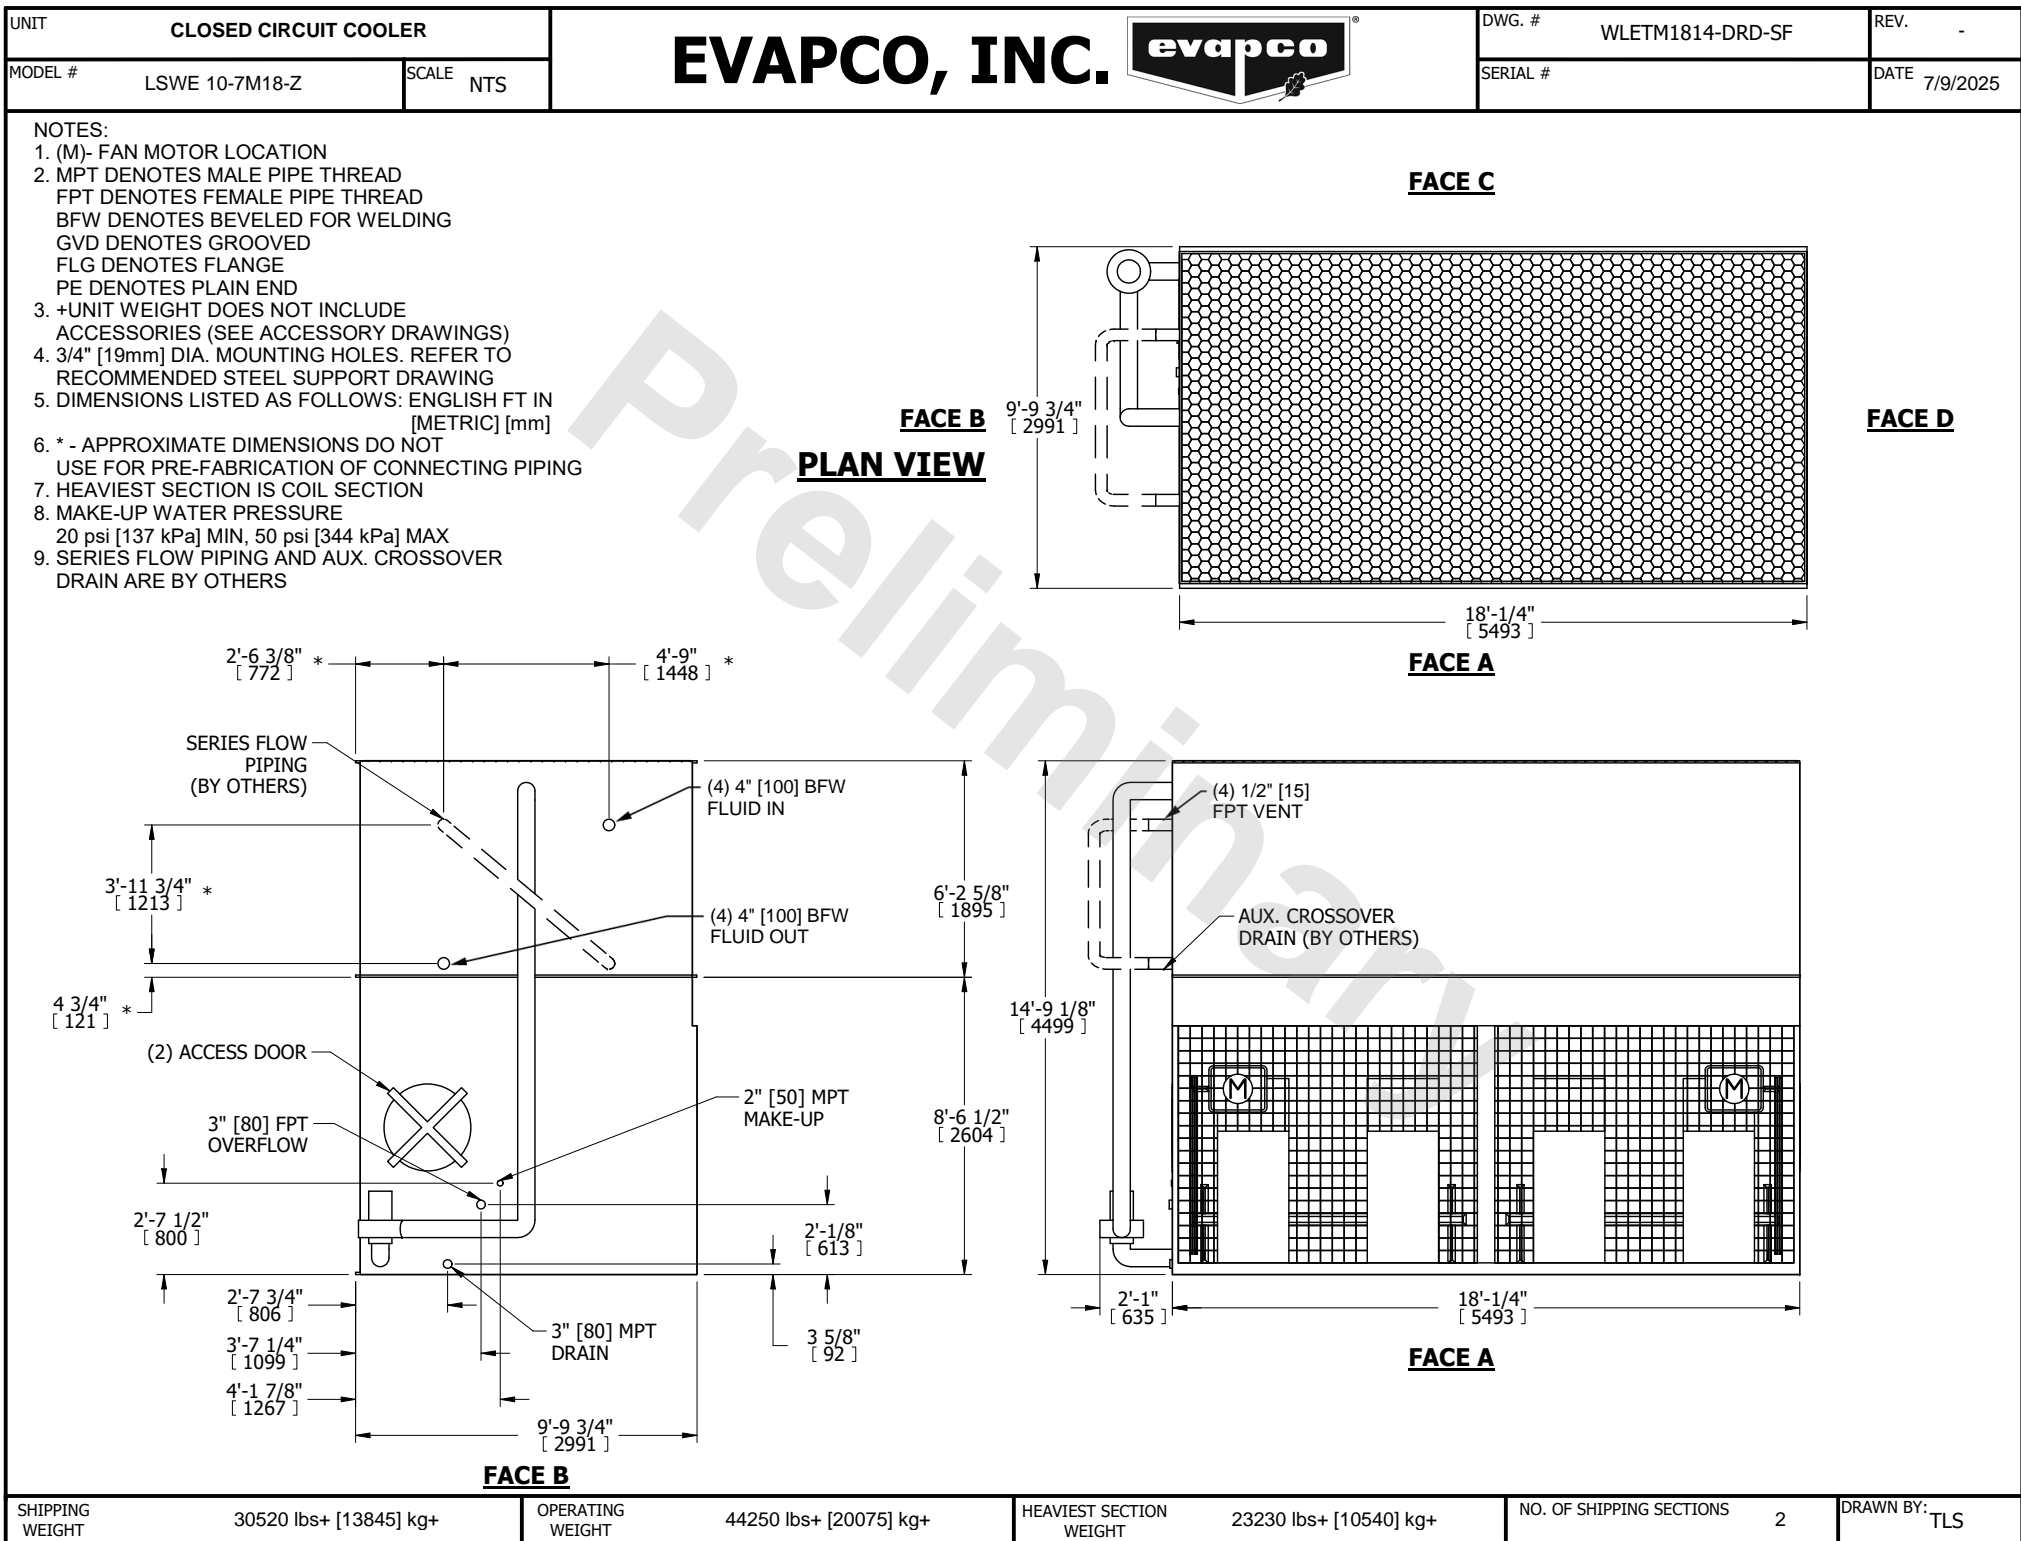 UNIT
CLOSED CIRCUIT COOLER
MODEL #
LSWE 10-7M18-Z
SCALE
NTS
EVAPCO, INC.
evapco
®
DWG. #
WLETM1814-DRD-SF
REV.
-
SERIAL #
DATE
7/9/2025
NOTES:
1. (M)- FAN MOTOR LOCATION
2. MPT DENOTES MALE PIPE THREAD
FPT DENOTES FEMALE PIPE THREAD
BFW DENOTES BEVELED FOR WELDING
GVD DENOTES GROOVED
FLG DENOTES FLANGE
PE DENOTES PLAIN END
3. +UNIT WEIGHT DOES NOT INCLUDE
ACCESSORIES (SEE ACCESSORY DRAWINGS)
4. 3/4" [19mm] DIA. MOUNTING HOLES. REFER TO
RECOMMENDED STEEL SUPPORT DRAWING
5. DIMENSIONS LISTED AS FOLLOWS: ENGLISH FT IN
[METRIC] [mm]
6. * - APPROXIMATE DIMENSIONS DO NOT
USE FOR PRE-FABRICATION OF CONNECTING PIPING
7. HEAVIEST SECTION IS COIL SECTION
8. MAKE-UP WATER PRESSURE
20 psi [137 kPa] MIN, 50 psi [344 kPa] MAX
9. SERIES FLOW PIPING AND AUX. CROSSOVER
DRAIN ARE BY OTHERS
Preliminary
FACE C
FACE B
PLAN VIEW
9'-9 3/4"
[ 2991 ]
FACE D
18'-1/4"
[ 5493 ]
FACE A
2'-6 3/8" *
[ 772 ]
4'-9" *
[ 1448 ]
SERIES FLOW
PIPING
(BY OTHERS)
(4) 4" [100] BFW
FLUID IN
3'-11 3/4" *
[ 1213 ]
(4) 4" [100] BFW
FLUID OUT
6'-2 5/8"
[ 1895 ]
4 3/4" *
[ 121 ]
(2) ACCESS DOOR
3" [80] FPT
OVERFLOW
2" [50] MPT
MAKE-UP
8'-6 1/2"
[ 2604 ]
2'-7 1/2"
[ 800 ]
2'-1/8"
[ 613 ]
2'-7 3/4"
[ 806 ]
3" [80] MPT
DRAIN
3 5/8"
[ 92 ]
3'-7 1/4"
[ 1099 ]
4'-1 7/8"
[ 1267 ]
9'-9 3/4"
[ 2991 ]
FACE B
(4) 1/2" [15]
FPT VENT
AUX. CROSSOVER
DRAIN (BY OTHERS)
14'-9 1/8"
[ 4499 ]
M
M
2'-1"
[ 635 ]
18'-1/4"
[ 5493 ]
FACE A
SHIPPING
WEIGHT
30520 lbs+ [13845] kg+
OPERATING
WEIGHT
44250 lbs+ [20075] kg+
HEAVIEST SECTION
WEIGHT
23230 lbs+ [10540] kg+
NO. OF SHIPPING SECTIONS
2
DRAWN BY:
TLS